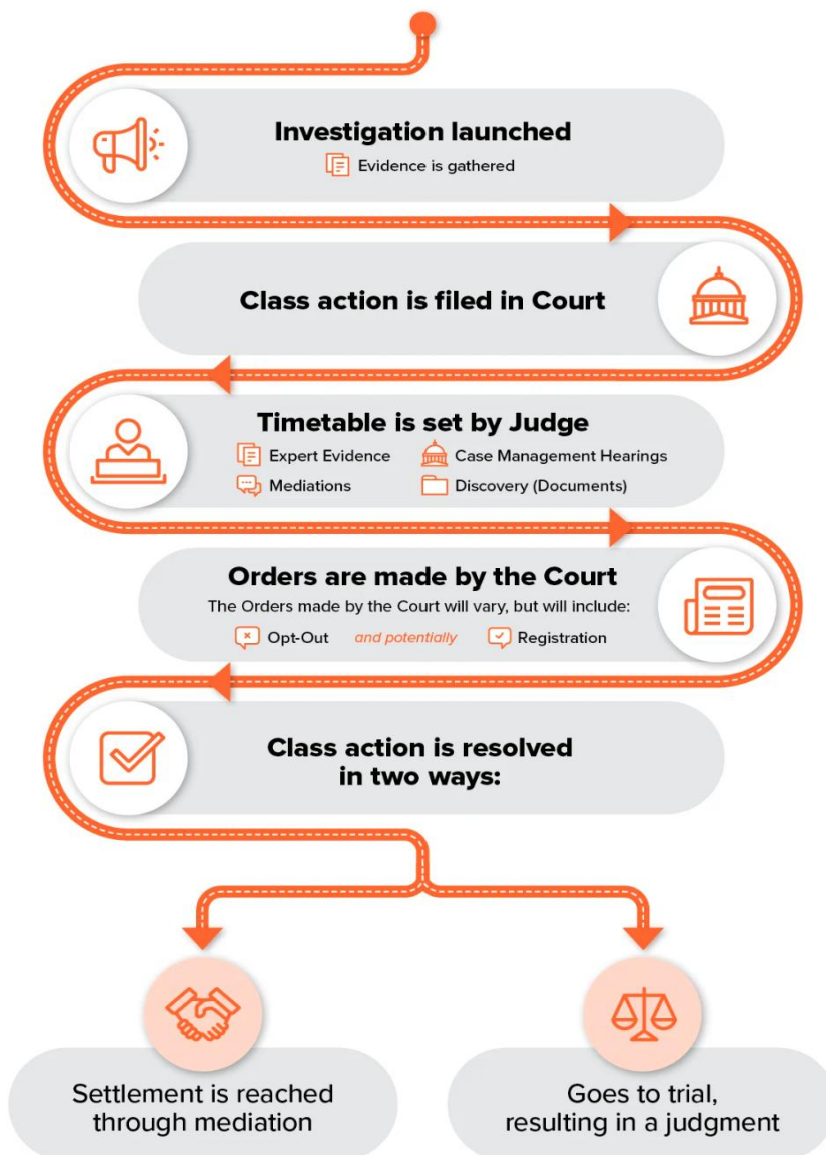 Investigation launched
Evidence is gathered
Class action is filed in Court
Timetable is set by Judge
Expert Evidence
Case Management Hearings
Mediations
Discovery (Documents)
Orders are made by the Court
The Orders made by the Court will vary, but will include:
Opt-Out and potentially Registration
Class action is resolved
in two ways:
Settlement is reached
through mediation
Goes to trial,
resulting in a judgment